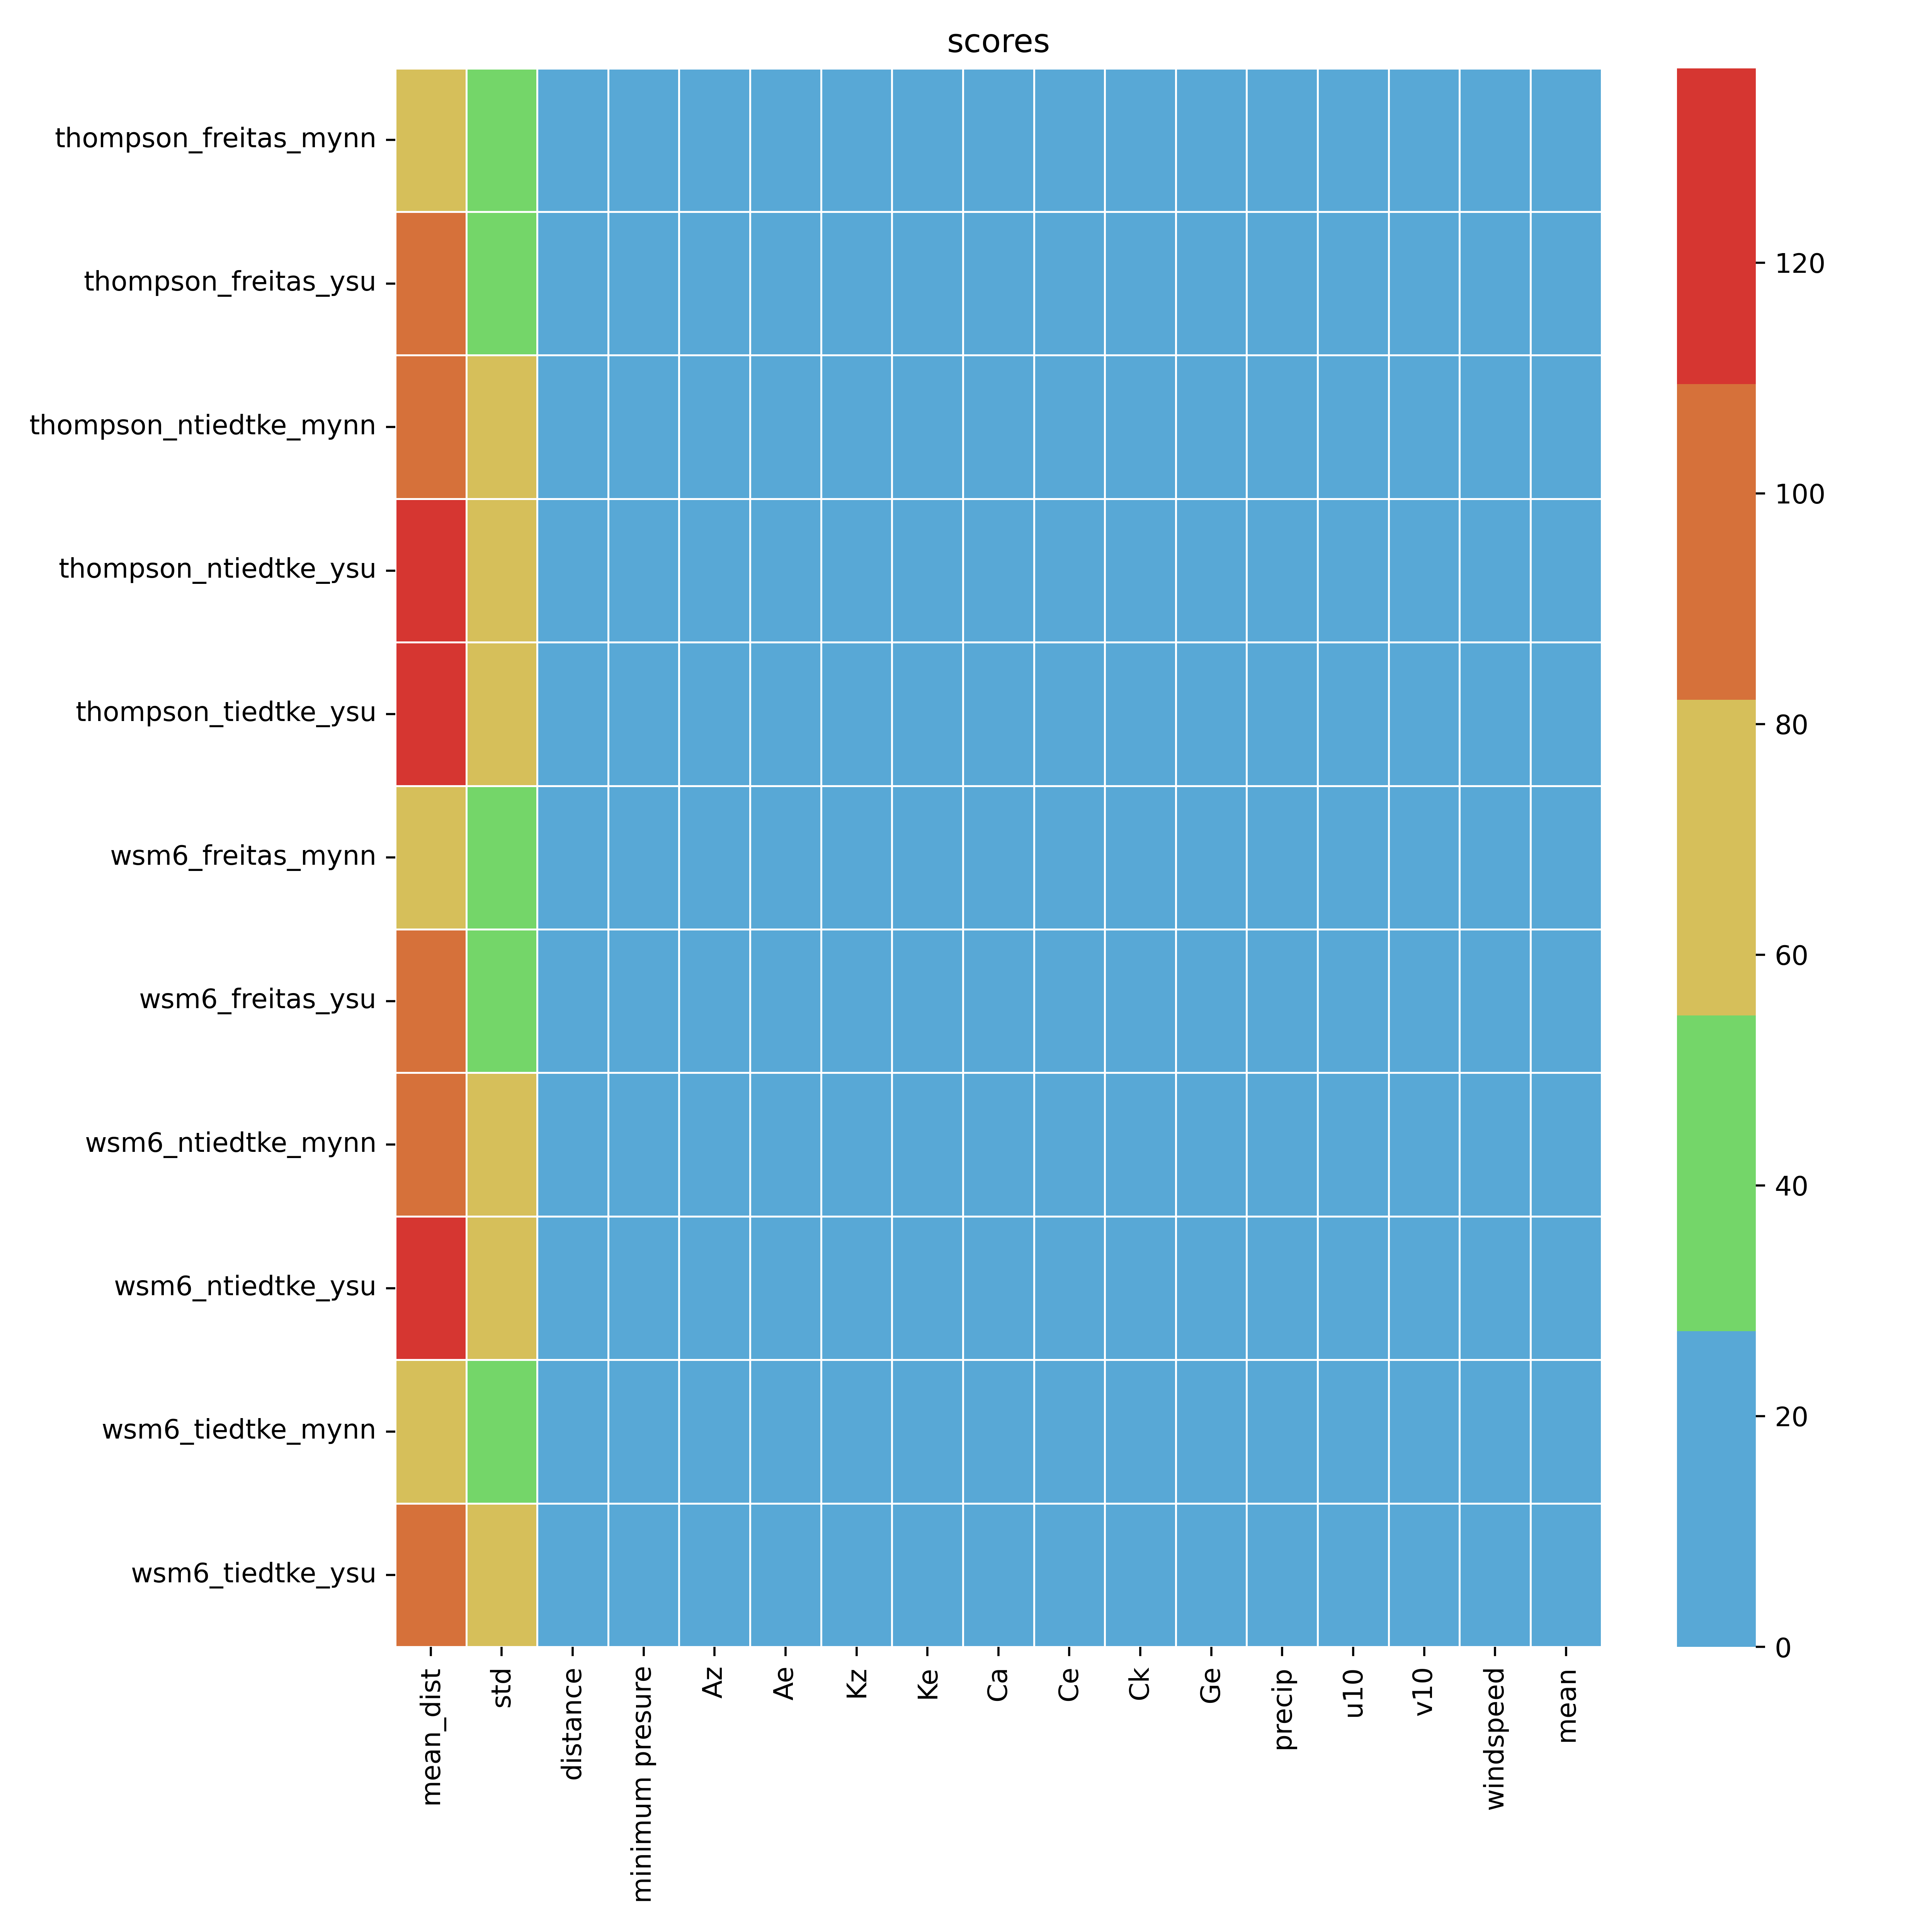 scores
thompson_freitas_mynn
thompson_freitas_ysu
thompson_ntiedtke_mynn
thompson_ntiedtke_ysu
thompson_tiedtke_ysu
wsm6_freitas_mynn
wsm6_freitas_ysu
wsm6_ntiedtke_mynn
wsm6_ntiedtke_ysu
wsm6_tiedtke_mynn
wsm6_tiedtke_ysu
mean_dist
std
distance
minimum presure
Az
Ae
Kz
Ke
Ca
Ce
Ck
Ge
precip
u10
v10
windspeed
mean
120
100
80
60
40
20
0